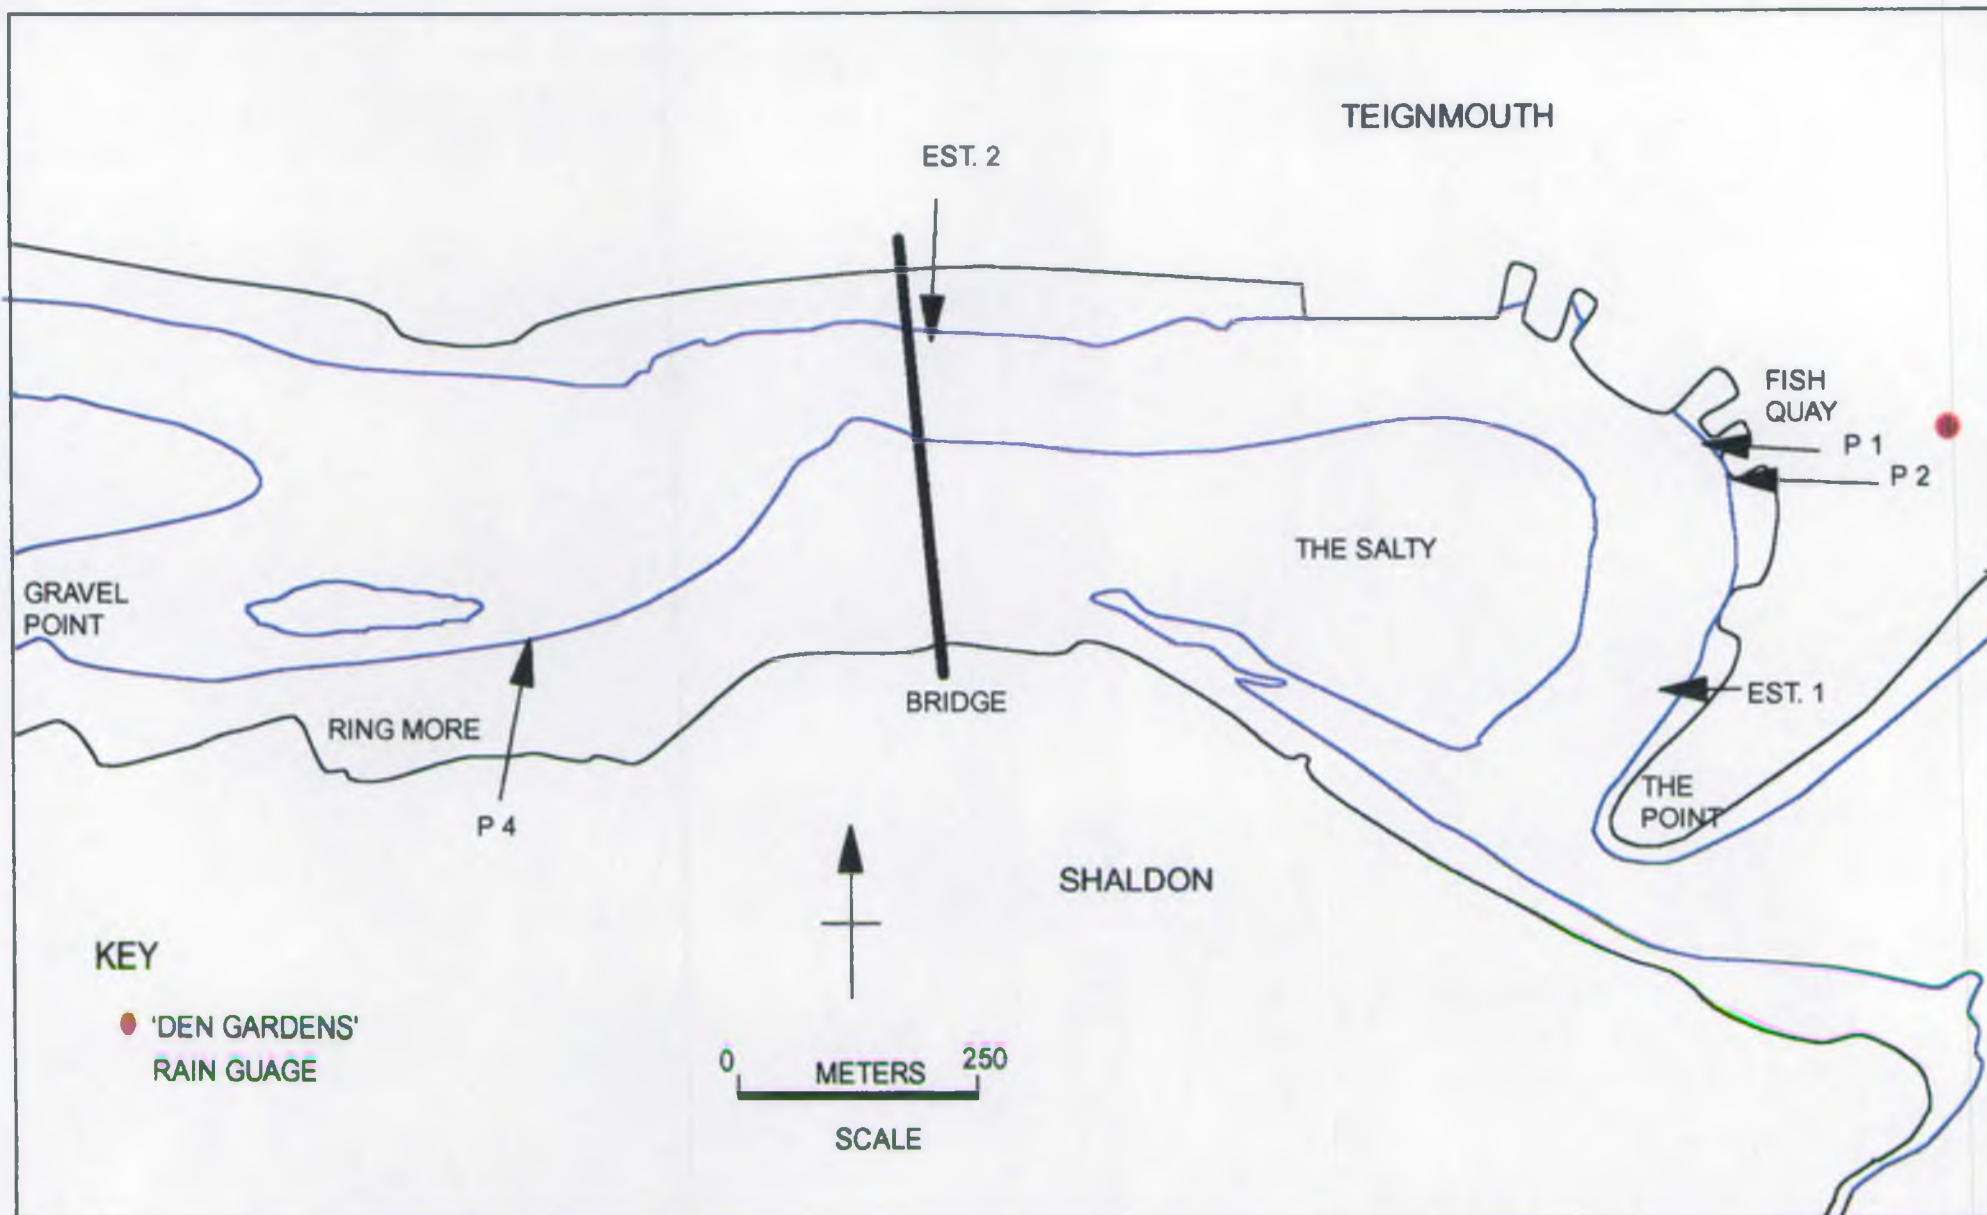 TEIGNMOUTH
EST. 2
FISH
QUAY
P 1
P 2
THE SALTY
GRAVEL
POINT
EST. 1
BRIDGE
RING MORE
THE
POINT
P 4
SHALDON
KEY
'DEN GARDENS'
RAIN GUAGE
0 250
METERS
SCALE